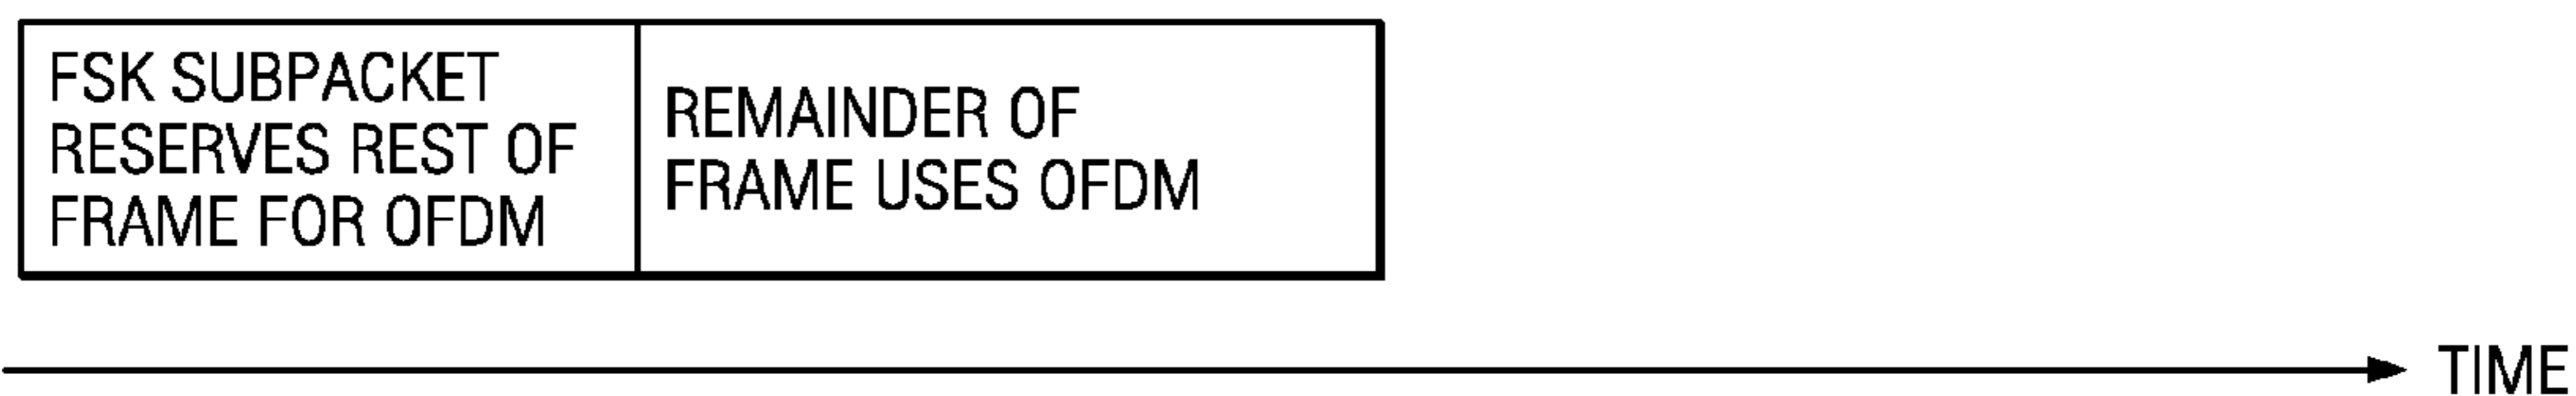 FSK SUBPACKET
RESERVES REST OF
FRAME FOR OFDM
REMAINDER OF
FRAME USES OFDM
TIME